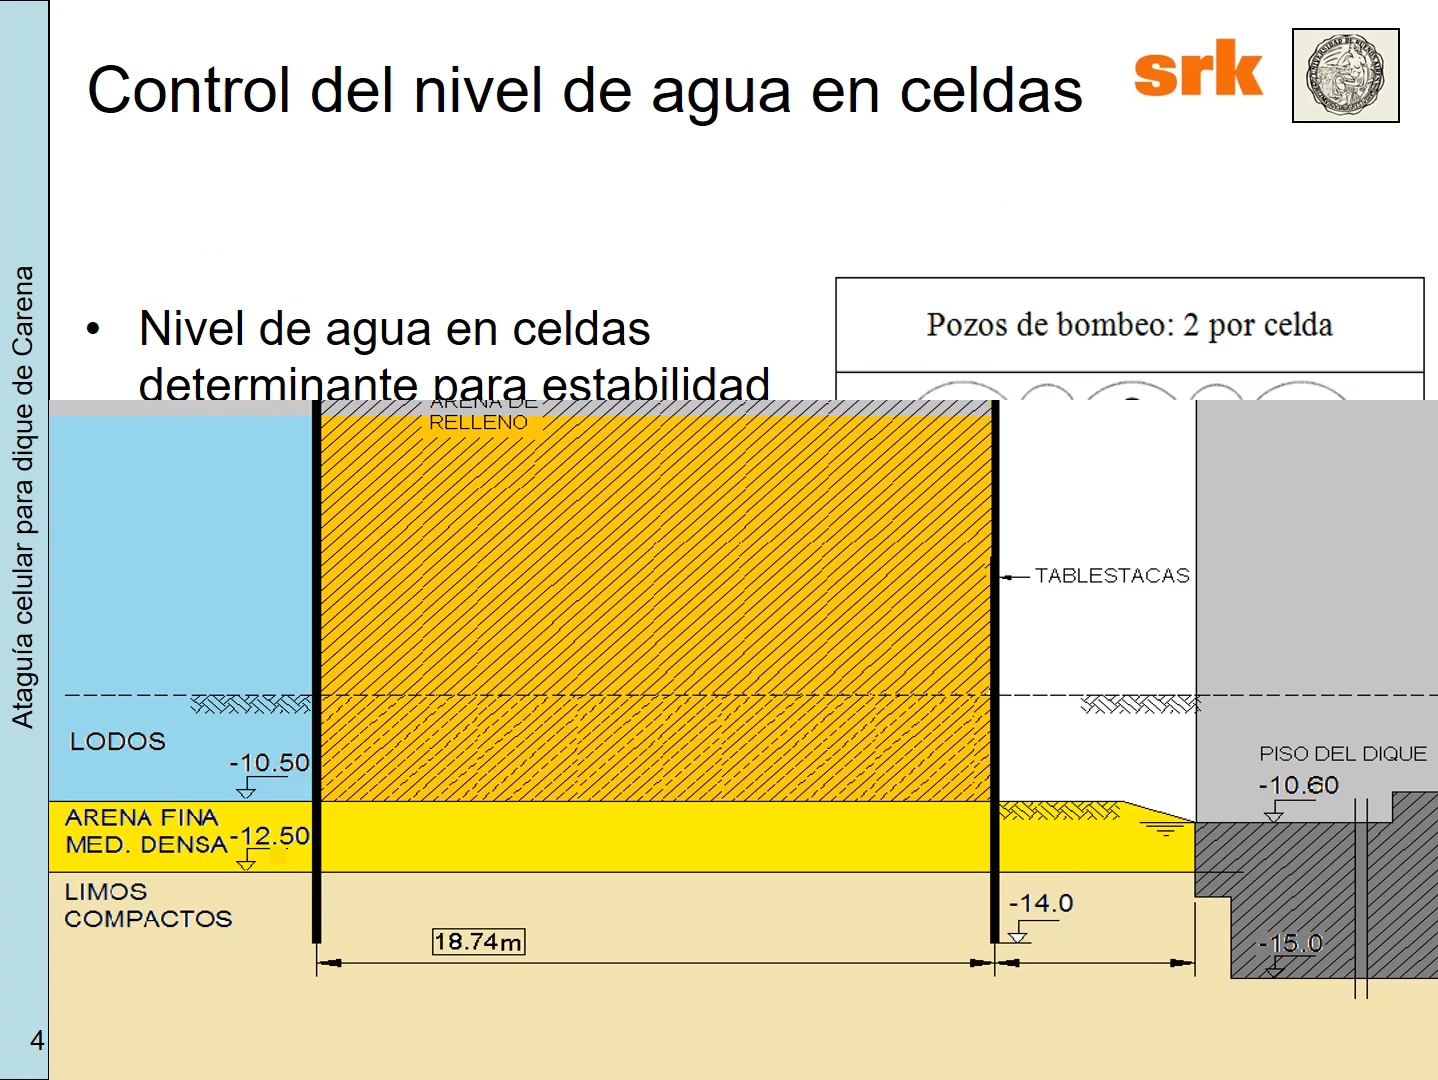 Control del nivel de agua en celdas
srk
Ataguía celular para dique de Carena
• Nivel de agua en celdas
determinante para estabilidad
Pozos de bombeo: 2 por celda
ARENA DE
RELLENO
TABLESTACAS
LODOS
-10.50
PISO DEL DIQUE
-10.60
ARENA FINA
MED. DENSA
-12.50
LIMOS
COMPACTOS
-14.0
18.74m
-15.0
4